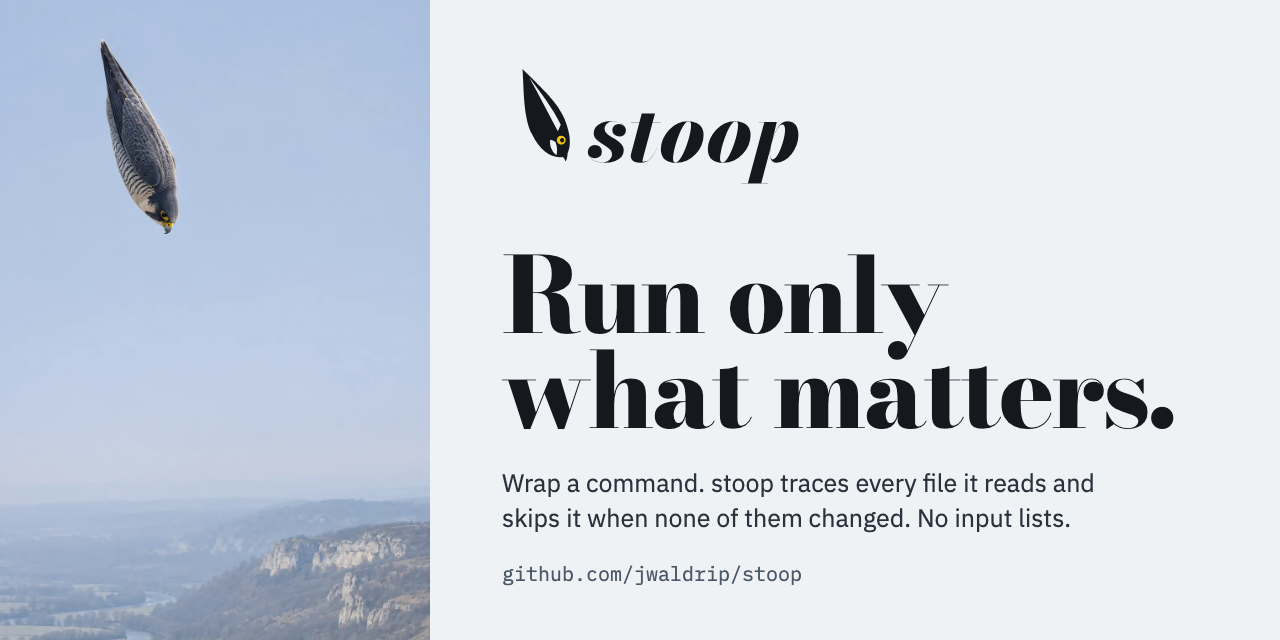 stoop
Run only
what matters.
Wrap a command. stoop traces every file it reads and
skips it when none of them changed. No input lists.
github.com/jwaldrip/stoop